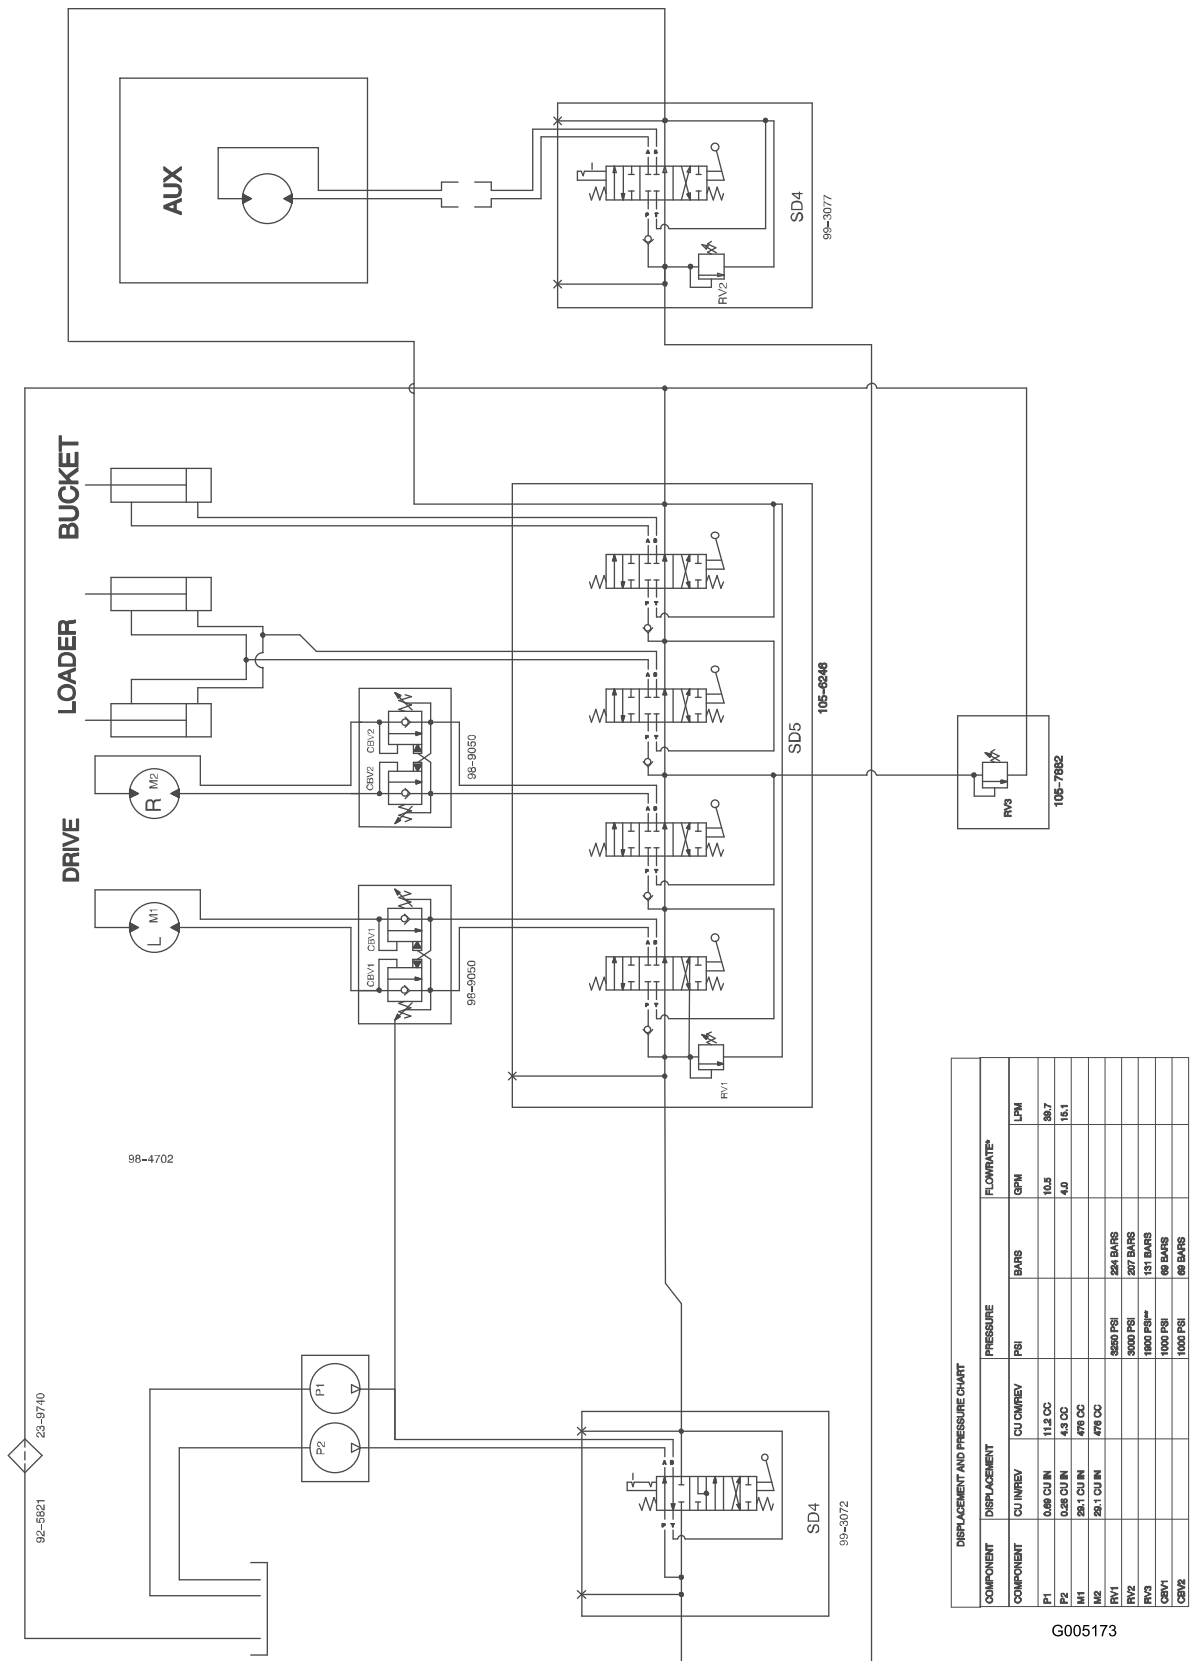 AUX
A B
P T
SD4
99-3077
RV2
BUCKET
LOADER
DRIVE
A B
P T
A B
P T
105-6248
SD5
CBV2
CBV2
98-9050
R M2
A B
P T
RV3
105-7882
L M1
CBV1
CBV1
98-9050
A B
P T
RV1
98-4702
23-9740
92-5821
P1
P2
A B
P T
SD4
99-3072
DISPLACEMENT AND PRESSURE CHART
COMPONENT DISPLACEMENT PRESSURE FLOWRATE*
COMPONENT CU IN/REV CU CM/REV PSI BARS GPM LPM
P1 0.69 CU IN 11.2 CC 10.5 39.7
P2 0.26 CU IN 4.3 CC 4.0 15.1
M1 29.1 CU IN 476 CC
M2 29.1 CU IN 476 CC
RV1 3250 PSI 224 BARS
RV2 3000 PSI 207 BARS
RV3 1900 PSI** 131 BARS
CBV1 1000 PSI 69 BARS
CBV2 1000 PSI 69 BARS
G005173